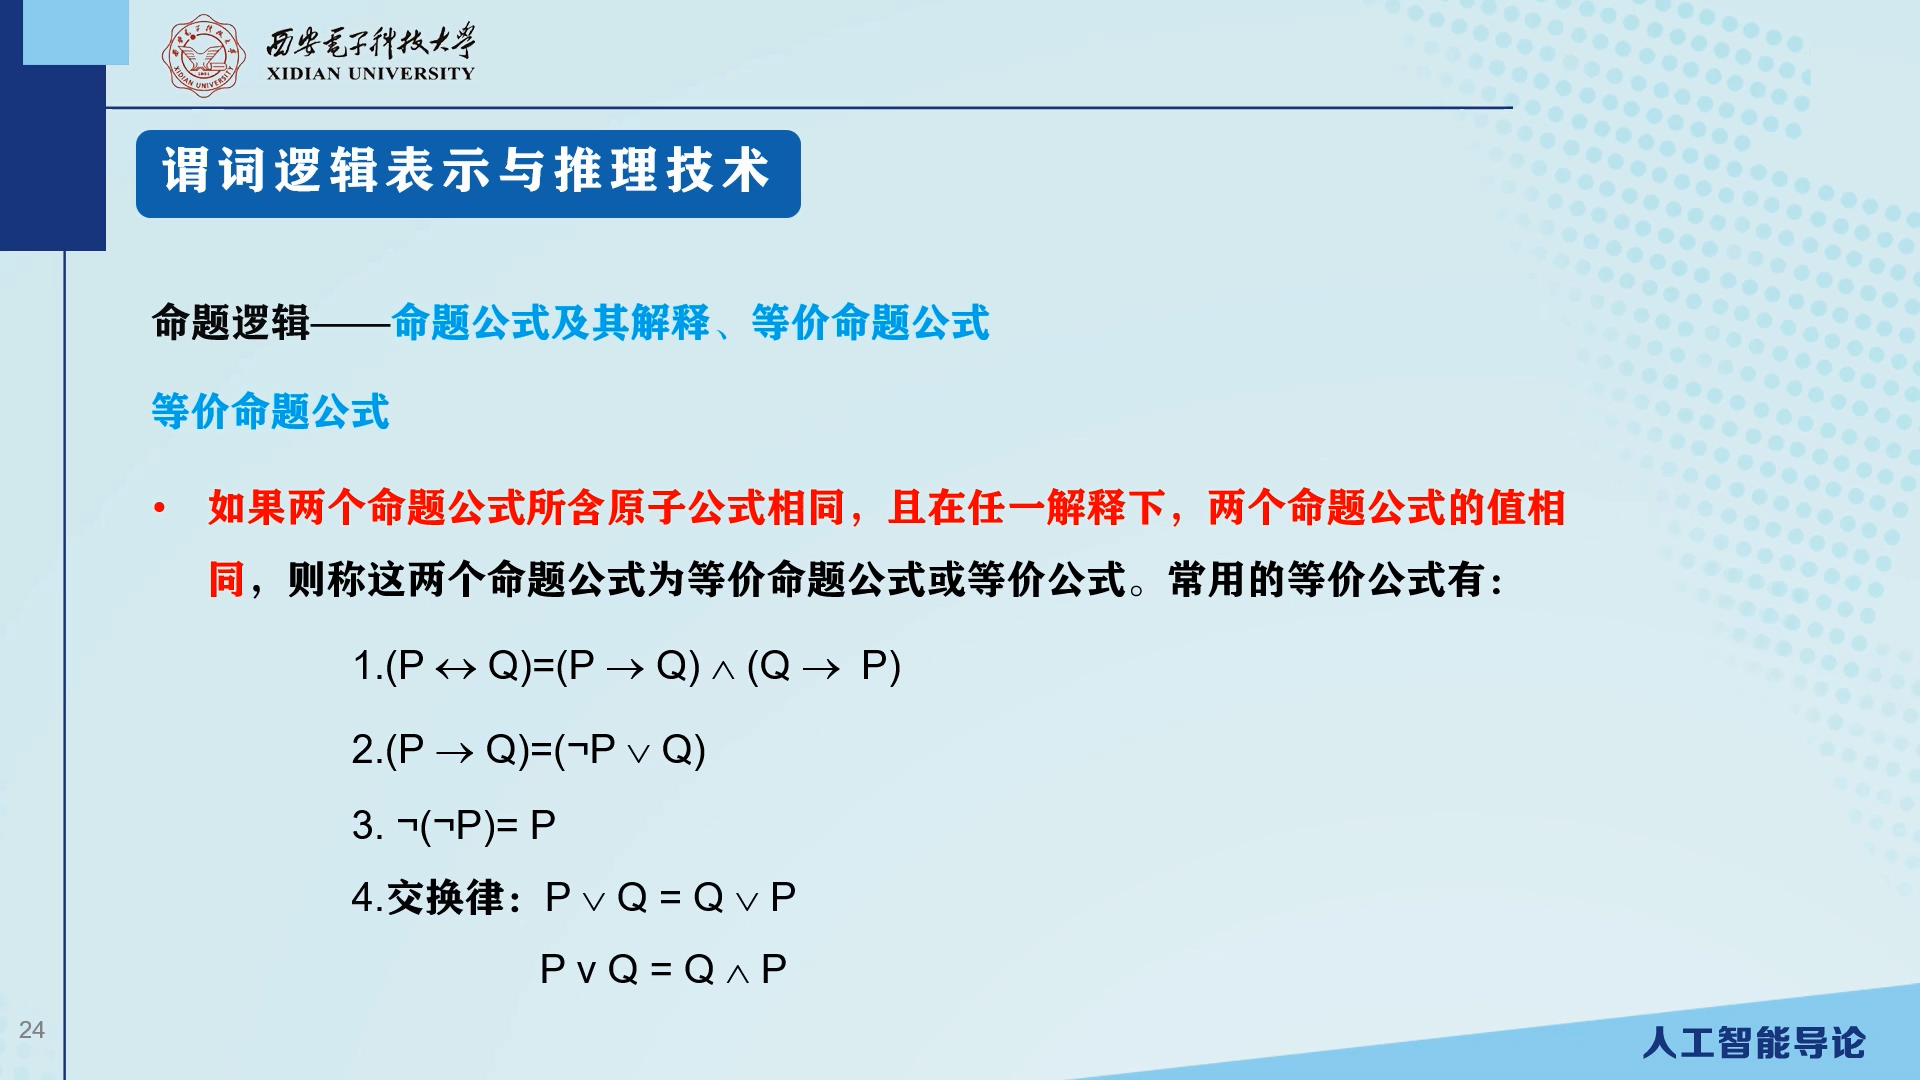 西安电子科技大学
XIDIAN UNIVERSITY
谓词逻辑表示与推理技术
命题逻辑——命题公式及其解释、等价命题公式
等价命题公式
• 如果两个命题公式所含原子公式相同，且在任一解释下，两个命题公式的值相
同，则称这两个命题公式为等价命题公式或等价公式。常用的等价公式有：
1.(P ↔ Q)=(P → Q) ∧ (Q → P)
2.(P → Q)=(¬P ∨ Q)
3. ¬(¬P)= P
4.交换律：P ∨ Q = Q ∨ P
P v Q = Q ∧ P
24
人工智能导论